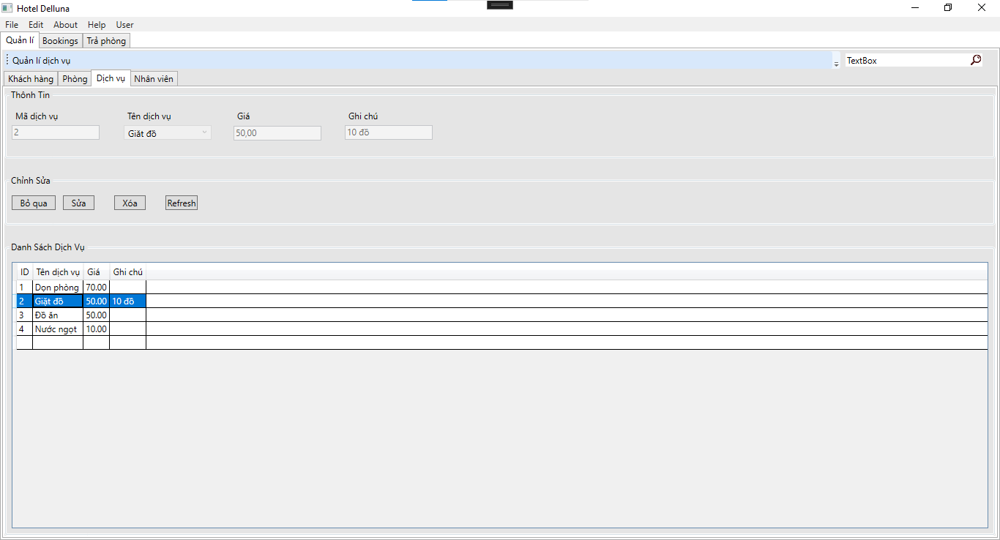 Hotel Delluna
File Edit About Help User
Quản lí Bookings Trả phòng
Quản lí dịch vụ TextBox
Khách hàng Phòng Dịch vụ Nhân viên
Thônh Tin
Mã dịch vụ Tên dịch vụ Giá Ghi chú
2 Giăt đồ 50,00 10 đồ
Chỉnh Sửa
Bỏ qua Sửa Xóa Refresh
Danh Sách Dịch Vụ
ID Tên dịch vụ Giá Ghi chú
1 Dọn phòng 70.00
2 Giặt đồ 50.00 10 đồ
3 Đồ ăn 50.00
4 Nước ngọt 10.00